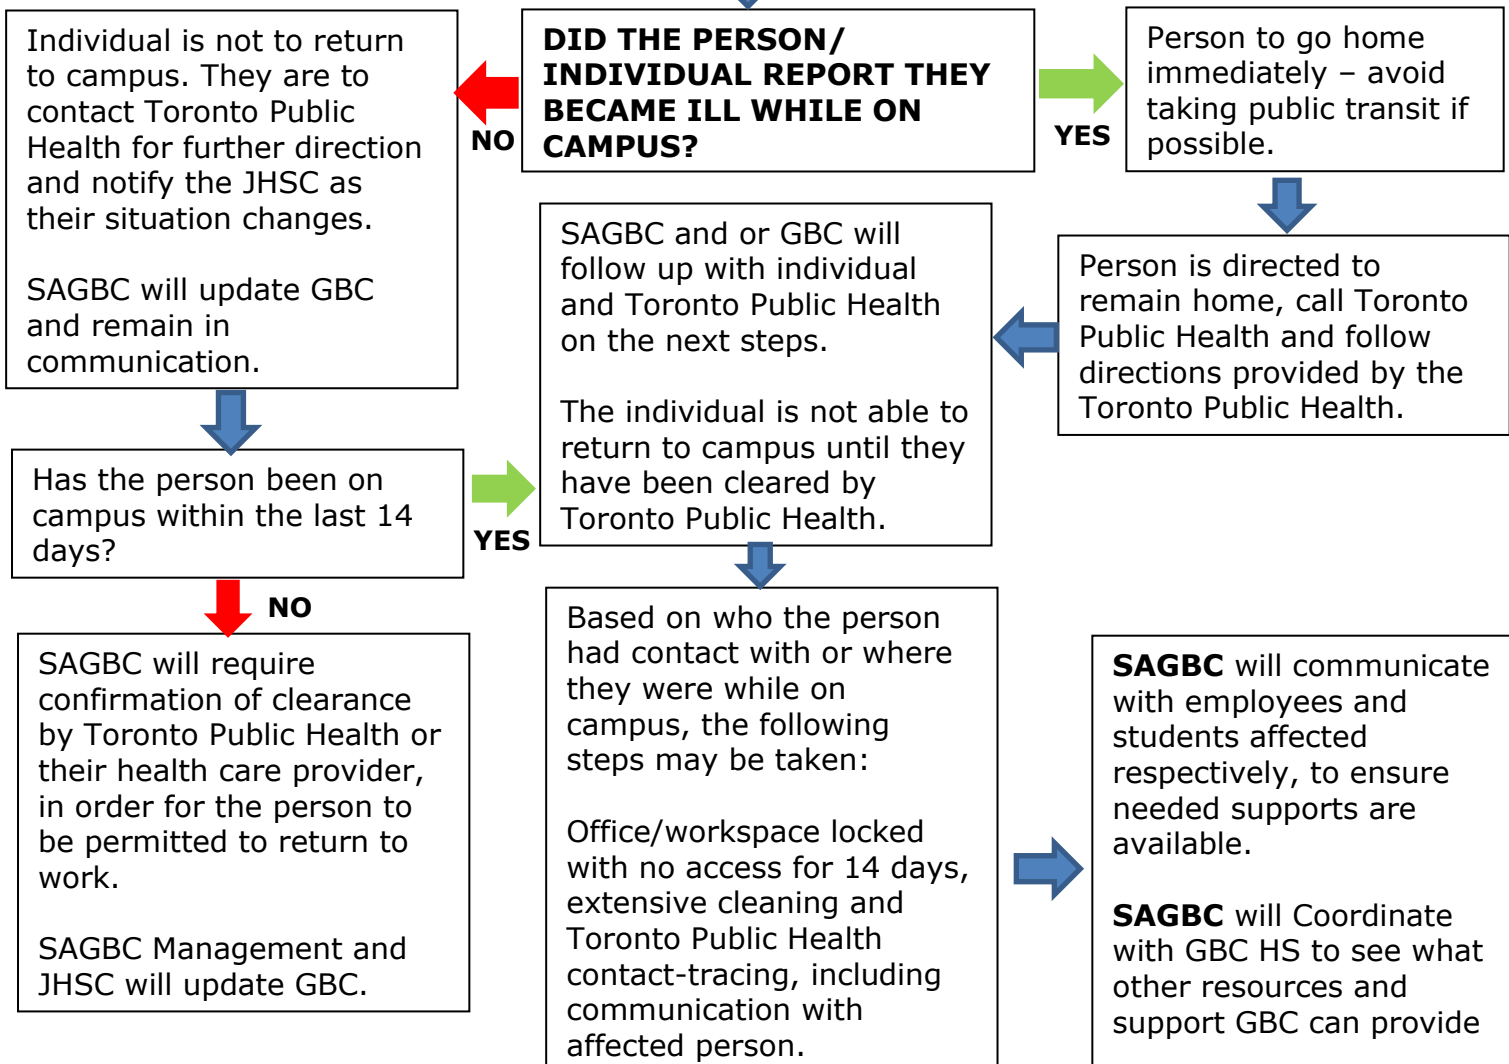 Individual is not to return
to campus. They are to
contact Toronto Public
Health for further direction
and notify the JHSC as
their situation changes.
SAGBC will update GBC
and remain in
communication.
NO
DID THE PERSON/
INDIVIDUAL REPORT THEY
BECAME ILL WHILE ON
CAMPUS?
YES
Person to go home
immediately – avoid
taking public transit if
possible.
Person is directed to
remain home, call Toronto
Public Health and follow
directions provided by the
Toronto Public Health.
SAGBC and or GBC will
follow up with individual
and Toronto Public Health
on the next steps.
The individual is not able to
return to campus until they
have been cleared by
Toronto Public Health.
Has the person been on
campus within the last 14
days?
YES
NO
SAGBC will require
confirmation of clearance
by Toronto Public Health or
their health care provider,
in order for the person to
be permitted to return to
work.
SAGBC Management and
JHSC will update GBC.
Based on who the person
had contact with or where
they were while on
campus, the following
steps may be taken:
Office/workspace locked
with no access for 14 days,
extensive cleaning and
Toronto Public Health
contact-tracing, including
communication with
affected person.
SAGBC will communicate
with employees and
students affected
respectively, to ensure
needed supports are
available.
SAGBC will Coordinate
with GBC HS to see what
other resources and
support GBC can provide